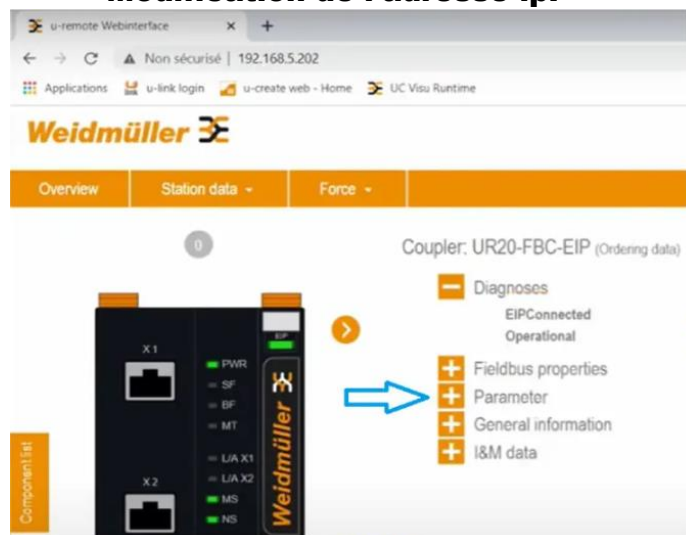 modification de l'adresse ip:
u-remote Webinterface
Non sécurisé | 192.168.5.202
Applications u-link login u-create web - Home UC Visu Runtime
Weidmüller
Overview Station data Force
0
Coupler: UR20-FBC-EIP (Ordering data)
Diagnoses
EIPConnected
Operational
Fieldbus properties
Parameter
General information
I&M data
Component list
X1
EIP
PWR
SF
BF
MT
L/A X1
L/A X2
MS
NS
X2
Weidmüller